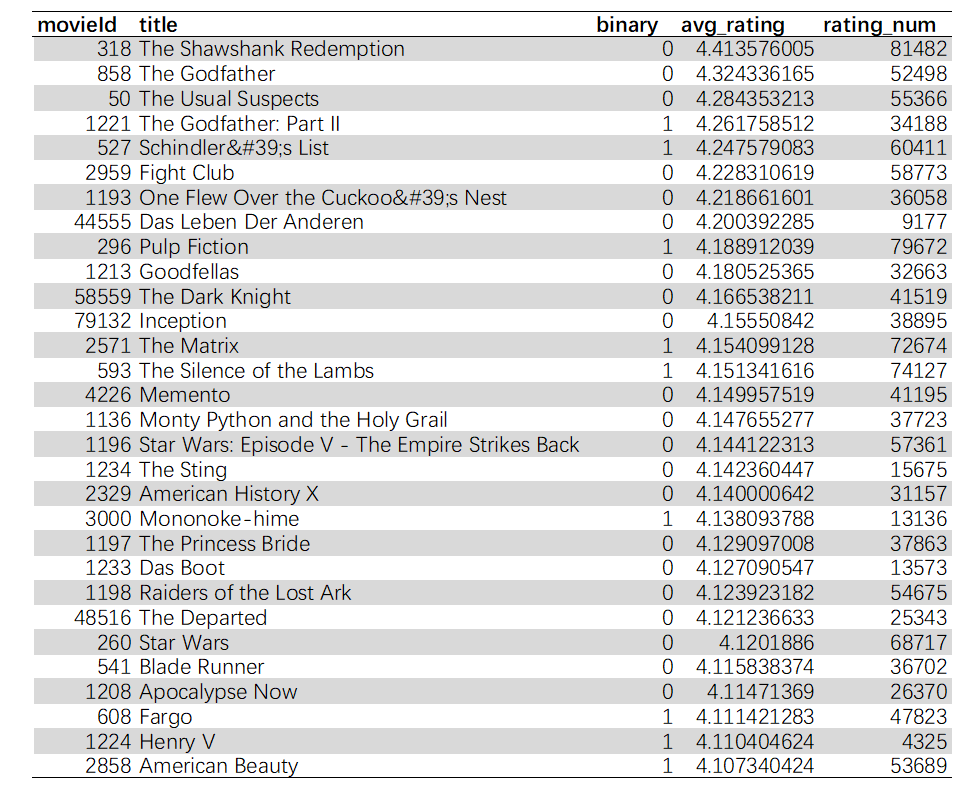 movieId title binary avg_rating rating_num
318 The Shawshank Redemption 0 4.413576005 81482
858 The Godfather 0 4.324336165 52498
50 The Usual Suspects 0 4.284353213 55366
1221 The Godfather: Part II 1 4.261758512 34188
527 Schindler&#39;s List 1 4.247579083 60411
2959 Fight Club 0 4.228310619 58773
1193 One Flew Over the Cuckoo&#39;s Nest 0 4.218661601 36058
44555 Das Leben Der Anderen 0 4.200392285 9177
296 Pulp Fiction 1 4.188912039 79672
1213 Goodfellas 0 4.180525365 32663
58559 The Dark Knight 0 4.166538211 41519
79132 Inception 0 4.15550842 38895
2571 The Matrix 1 4.154099128 72674
593 The Silence of the Lambs 1 4.151341616 74127
4226 Memento 0 4.149957519 41195
1136 Monty Python and the Holy Grail 0 4.147655277 37723
1196 Star Wars: Episode V - The Empire Strikes Back 0 4.144122313 57361
1234 The Sting 0 4.142360447 15675
2329 American History X 0 4.140000642 31157
3000 Mononoke-hime 1 4.138093788 13136
1197 The Princess Bride 0 4.129097008 37863
1233 Das Boot 0 4.127090547 13573
1198 Raiders of the Lost Ark 0 4.123923182 54675
48516 The Departed 0 4.121236633 25343
260 Star Wars 0 4.1201886 68717
541 Blade Runner 0 4.115838374 36702
1208 Apocalypse Now 0 4.11471369 26370
608 Fargo 1 4.111421283 47823
1224 Henry V 1 4.110404624 4325
2858 American Beauty 1 4.107340424 53689